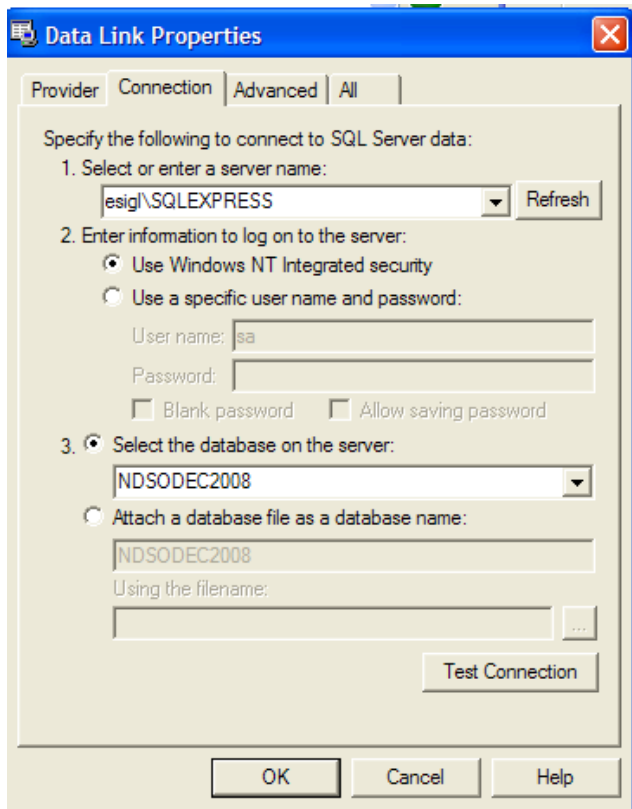 Data Link Properties
Provider Connection Advanced All
Specify the following to connect to SQL Server data:
1. Select or enter a server name:
esigl\SQLEXPRESS Refresh
2. Enter information to log on to the server:
Use Windows NT Integrated security
Use a specific user name and password:
User name: sa
Password:
Blank password Allow saving password
3. Select the database on the server:
NDSODEC2008
Attach a database file as a database name:
NDSODEC2008
Using the filename:
...
Test Connection
OK Cancel Help